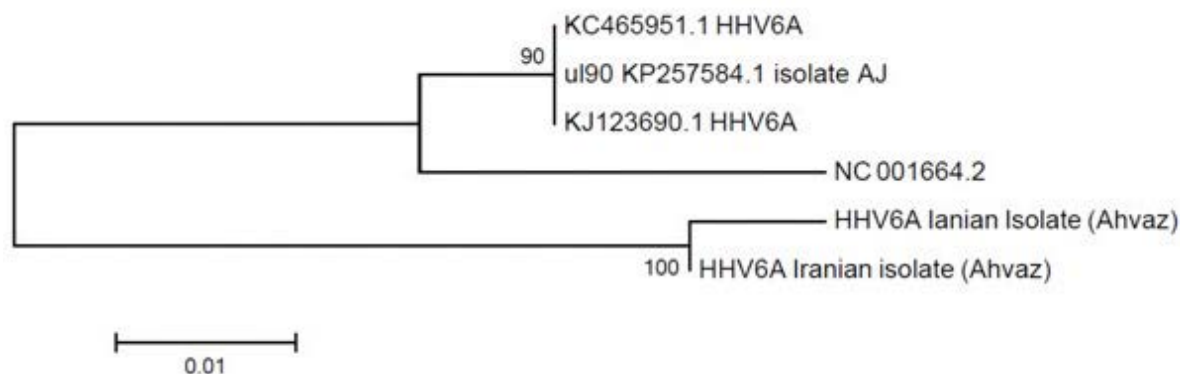 KC465951.1 HHV6A
90
ul90 KP257584.1 isolate AJ
KJ123690.1 HHV6A
NC 001664.2
HHV6A Ianian Isolate (Ahvaz)
100
HHV6A Iranian isolate (Ahvaz)
0.01